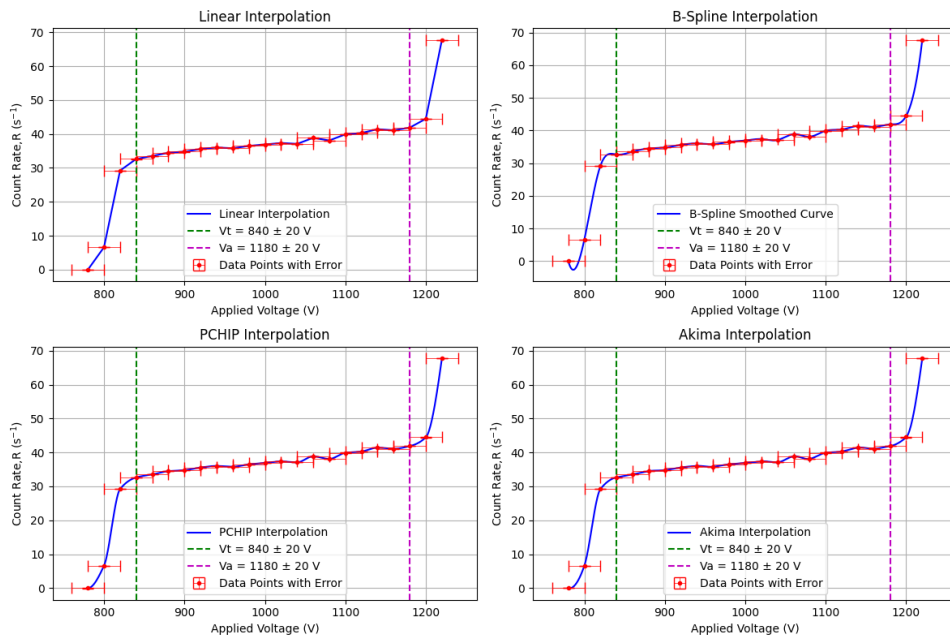 Linear Interpolation
70
60
50
40
30
20
10
0
Count Rate,R (s⁻¹)
Linear Interpolation
Vt = 840 ± 20 V
Va = 1180 ± 20 V
Data Points with Error
800 900 1000 1100 1200
Applied Voltage (V)
B-Spline Interpolation
70
60
50
40
30
20
10
0
Count Rate,R (s⁻¹)
B-Spline Smoothed Curve
Vt = 840 ± 20 V
Va = 1180 ± 20 V
Data Points with Error
800 900 1000 1100 1200
Applied Voltage (V)
PCHIP Interpolation
70
60
50
40
30
20
10
0
Count Rate,R (s⁻¹)
PCHIP Interpolation
Vt = 840 ± 20 V
Va = 1180 ± 20 V
Data Points with Error
800 900 1000 1100 1200
Applied Voltage (V)
Akima Interpolation
70
60
50
40
30
20
10
0
Count Rate,R (s⁻¹)
Akima Interpolation
Vt = 840 ± 20 V
Va = 1180 ± 20 V
Data Points with Error
800 900 1000 1100 1200
Applied Voltage (V)